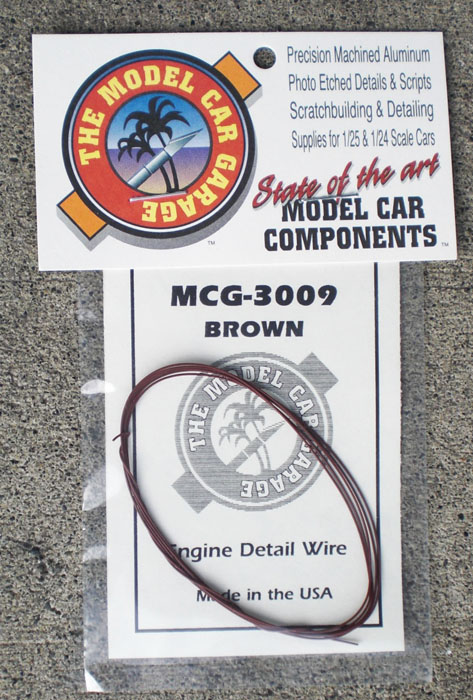 THE MODEL CAR GARAGE
TM
Precision Machined Aluminum
Photo Etched Details & Scripts
Scratchbuilding & Detailing
Supplies for 1/25 & 1/24 Scale Cars
State of the art
MODEL CAR
COMPONENTS TM
MCG-3009
BROWN
THE MODEL CAR GARAGE
Engine Detail Wire
Made in the USA